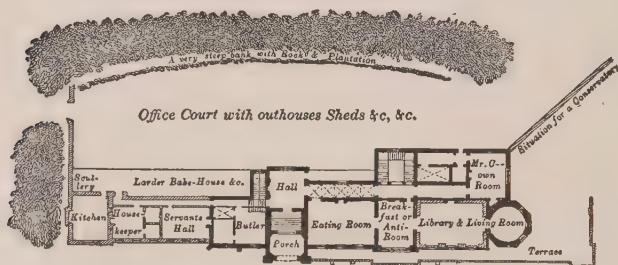 A very steep bank with Rock & Plantation
Office Court with outhouses Sheds &c, &c.
Situation for a Conservatory
Scul-
lery
Larder Bake-House &c.
Hall
Mr. G--
own
Room
Kitchen
House-
keeper
Servants
Hall
Butler
Porch
Eating Room
Break-
fast or
Anti-
Room
Library & Living Room
Terrace